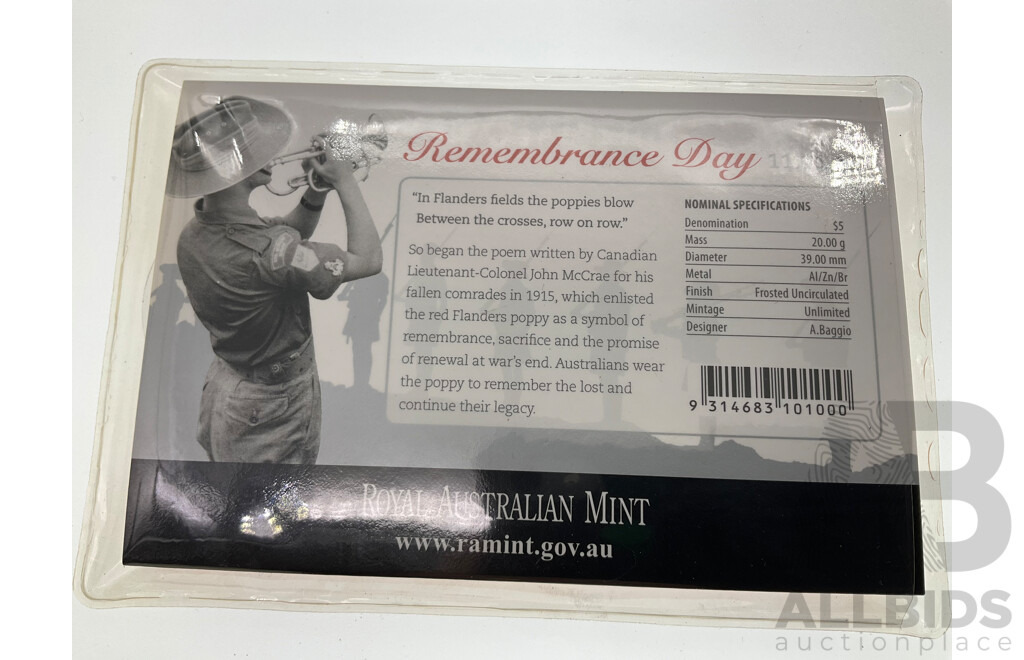 Remembrance Day
"In Flanders fields the poppies blow
Between the crosses, row on row."
So began the poem written by Canadian
Lieutenant-Colonel John McCrae for his
fallen comrades in 1915, which enlisted
the red Flanders poppy as a symbol of
remembrance, sacrifice and the promise
of renewal at war's end. Australians wear
the poppy to remember the lost and
continue their legacy.
NOMINAL SPECIFICATIONS
Denomination $5
Mass 20.00 g
Diameter 39.00 mm
Metal Al/Zn/Br
Finish Frosted Uncirculated
Mintage Unlimited
Designer A.Baggio
9 314683 101000
ROYAL AUSTRALIAN MINT
www.ramint.gov.au
B
ALLBIDS
auctionplace